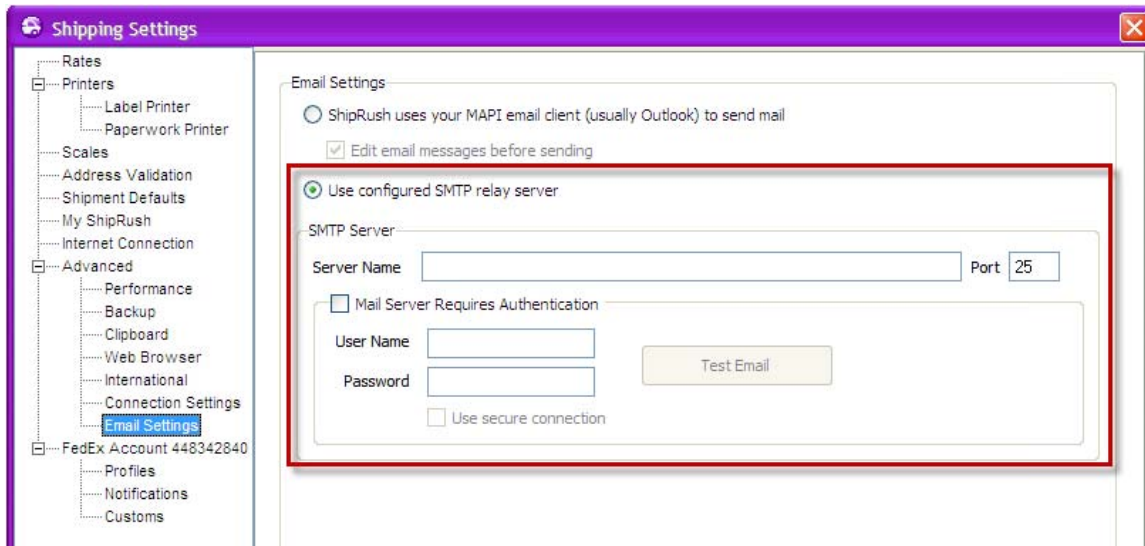 Shipping Settings
Rates
Printers
Label Printer
Paperwork Printer
Scales
Address Validation
Shipment Defaults
My ShipRush
Internet Connection
Advanced
Performance
Backup
Clipboard
Web Browser
International
Connection Settings
Email Settings
FedEx Account 448342840
Profiles
Notifications
Customs
Email Settings
ShipRush uses your MAPI email client (usually Outlook) to send mail
Edit email messages before sending
Use configured SMTP relay server
SMTP Server
Server Name Port 25
Mail Server Requires Authentication
User Name
Password
Test Email
Use secure connection